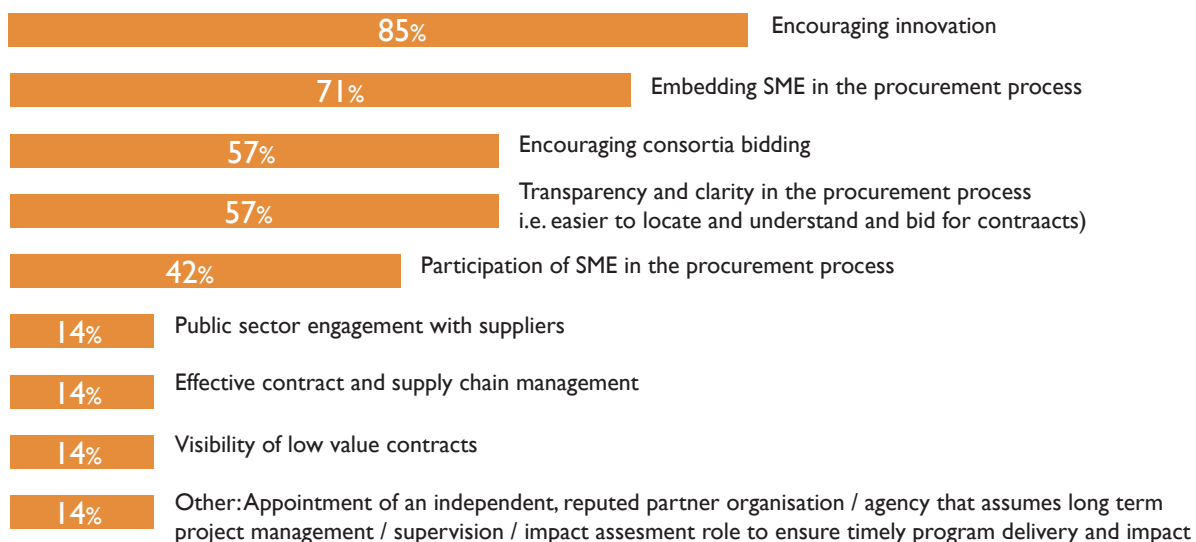 85% Encouraging innovation
71% Embedding SME in the procurement process
57% Encouraging consortia bidding
57% Transparency and clarity in the procurement process
i.e. easier to locate and understand and bid for contraacts)
42% Participation of SME in the procurement process
14% Public sector engagement with suppliers
14% Effective contract and supply chain management
14% Visibility of low value contracts
14% Other: Appointment of an independent, reputed partner organisation / agency that assumes long term
project management / supervision / impact assesment role to ensure timely program delivery and impact